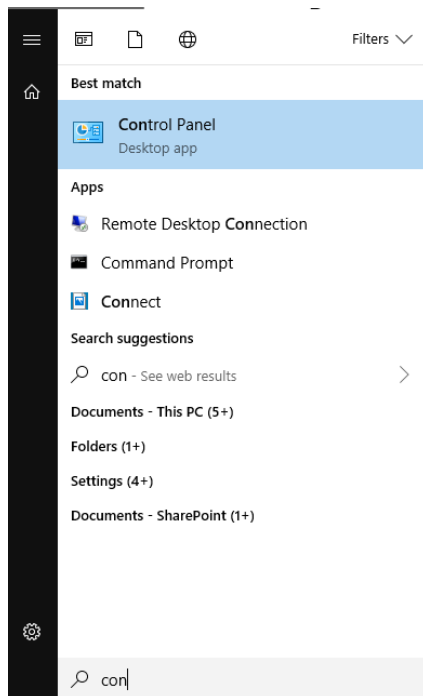 Filters
Best match
Control Panel
Desktop app
Apps
Remote Desktop Connection
Command Prompt
Connect
Search suggestions
con - See web results
Documents - This PC (5+)
Folders (1+)
Settings (4+)
Documents - SharePoint (1+)
con